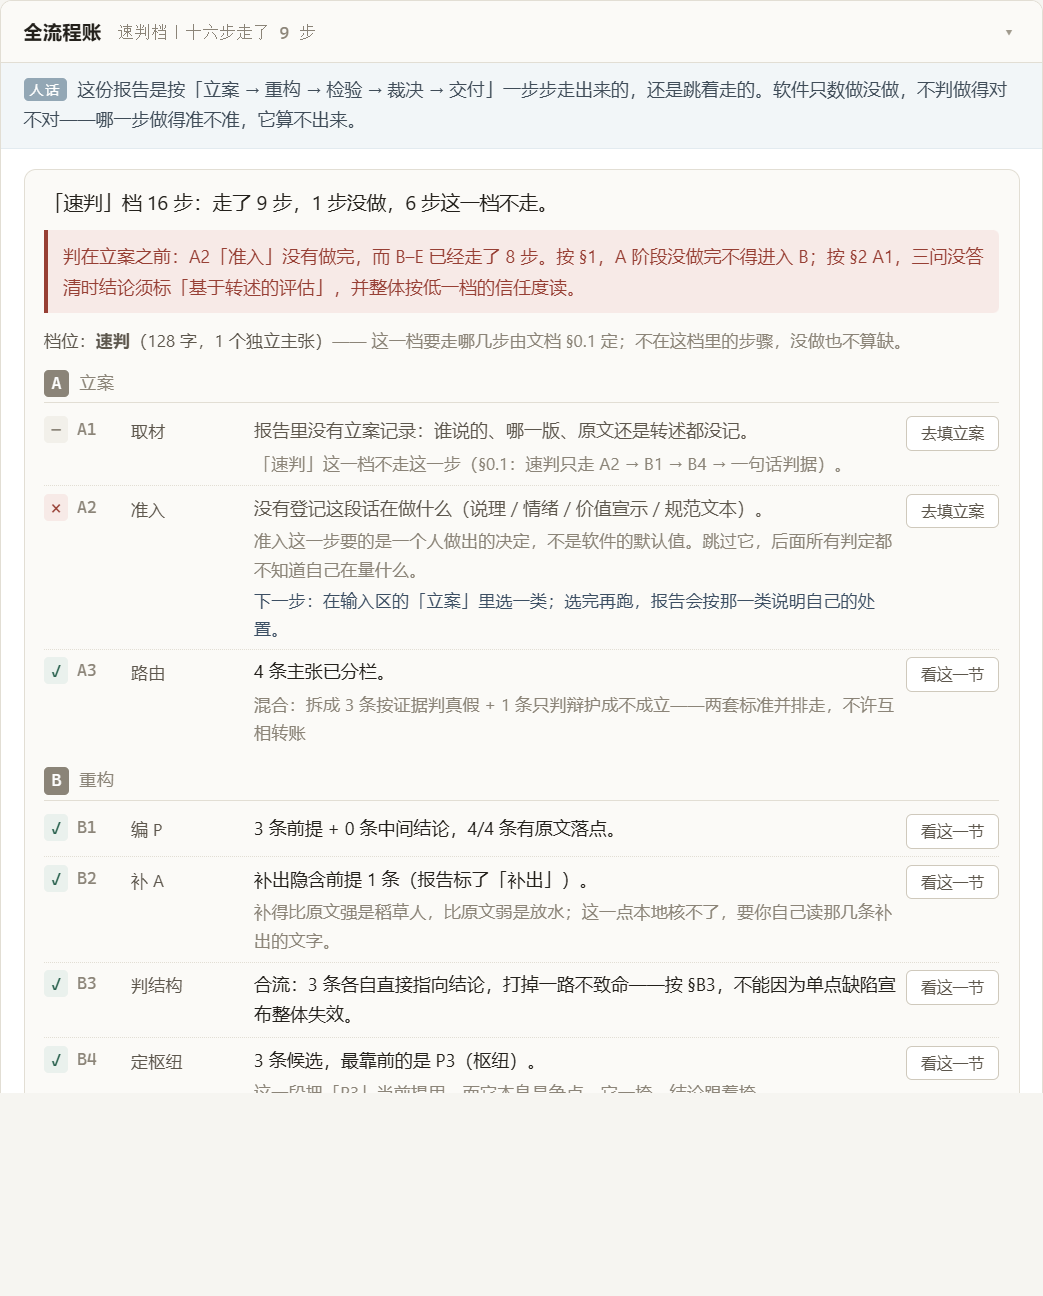 全流程账 速判档丨十六步走了 9 步
人话 这份报告是按「立案 → 重构 → 检验 → 裁决 → 交付」一步步走出来的，还是跳着走的。软件只数做没做，不判做得对
不对——哪一步做得准不准，它算不出来。
「速判」档 16 步：走了 9 步，1 步没做，6 步这一档不走。
判在立案之前：A2「准入」没有做完，而 B–E 已经走了 8 步。按 §1，A 阶段没做完不得进入 B；按 §2 A1，三问没答
清时结论须标「基于转述的评估」，并整体按低一档的信任度读。
档位：速判（128 字，1 个独立主张）—— 这一档要走哪几步由文档 §0.1 定；不在这档里的步骤，没做也不算缺。
A 立案
– A1 取材 报告里没有立案记录：谁说的、哪一版、原文还是转述都没记。 去填立案
「速判」这一档不走这一步（§0.1：速判只走 A2 → B1 → B4 → 一句话判据）。
× A2 准入 没有登记这段话在做什么（说理 / 情绪 / 价值宣示 / 规范文本）。 去填立案
准入这一步要的是一个人做出的决定，不是软件的默认值。跳过它，后面所有判定都
不知道自己在量什么。
下一步：在输入区的「立案」里选一类；选完再跑，报告会按那一类说明自己的处
置。
✓ A3 路由 4 条主张已分栏。 看这一节
混合：拆成 3 条按证据判真假 + 1 条只判辩护成不成立——两套标准并排走，不许互
相转账
B 重构
✓ B1 编 P 3 条前提 + 0 条中间结论，4/4 条有原文落点。 看这一节
✓ B2 补 A 补出隐含前提 1 条（报告标了「补出」）。 看这一节
补得比原文强是稻草人，比原文弱是放水；这一点本地核不了，要你自己读那几条补
出的文字。
✓ B3 判结构 合流：3 条各自直接指向结论，打掉一路不致命——按 §B3，不能因为单点缺陷宣 看这一节
布整体失效。
✓ B4 定枢纽 3 条候选，最靠前的是 P3（枢纽）。 看这一节
这一段把「P3」当前提用，而它本身是争点。它一垮，结论跟着垮